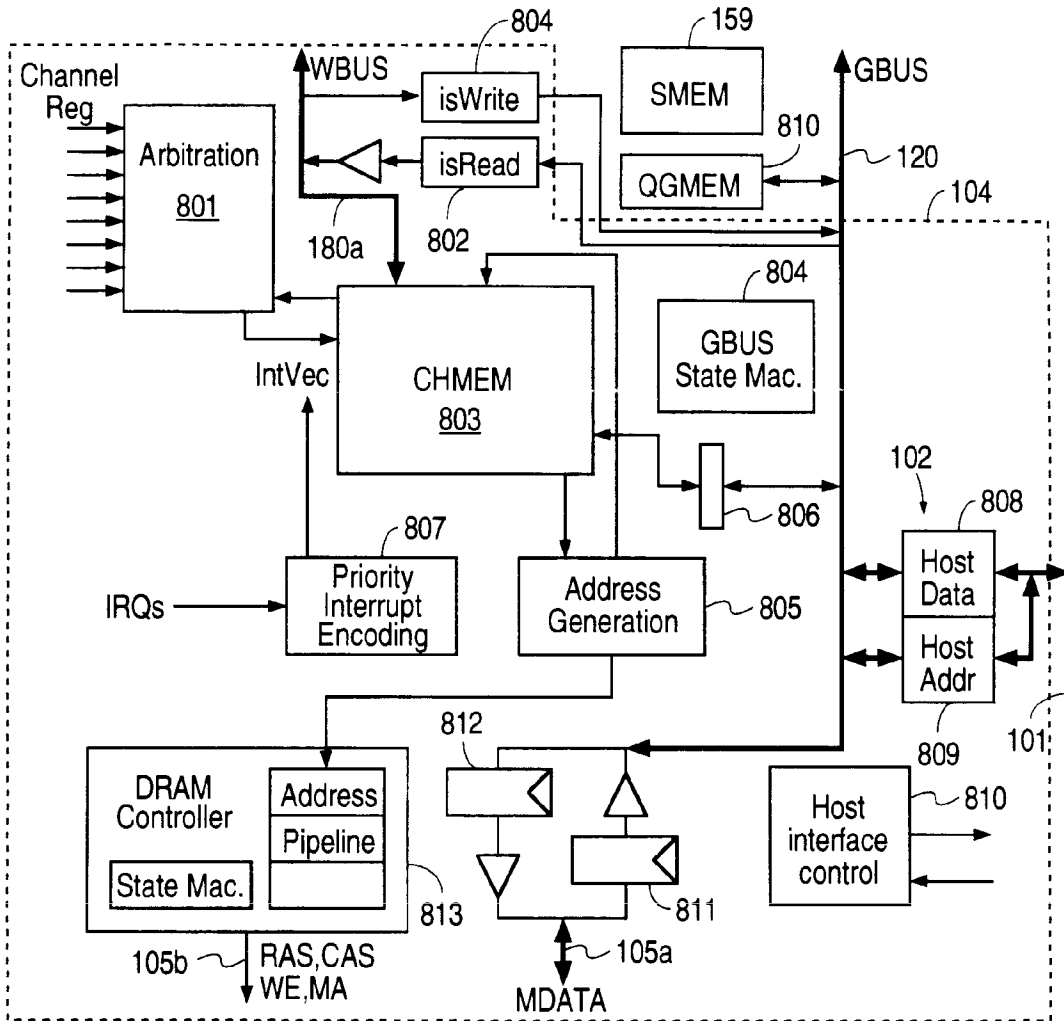 804
159
WBUS
GBUS
Channel
Reg
isWrite
SMEM
810
Arbitration
801
isRead
QGMEM
120
104
180a
802
804
GBUS
State Mac.
IntVec
CHMEM
803
102
808
806
807
Host
Data
Priority
Interrupt
Encoding
Address
Generation
IRQs
805
Host
Addr
812
101
809
DRAM
Controller
Address
Pipeline
State Mac.
810
Host
interface
control
813
811
105b
RAS,CAS
WE,MA
105a
MDATA